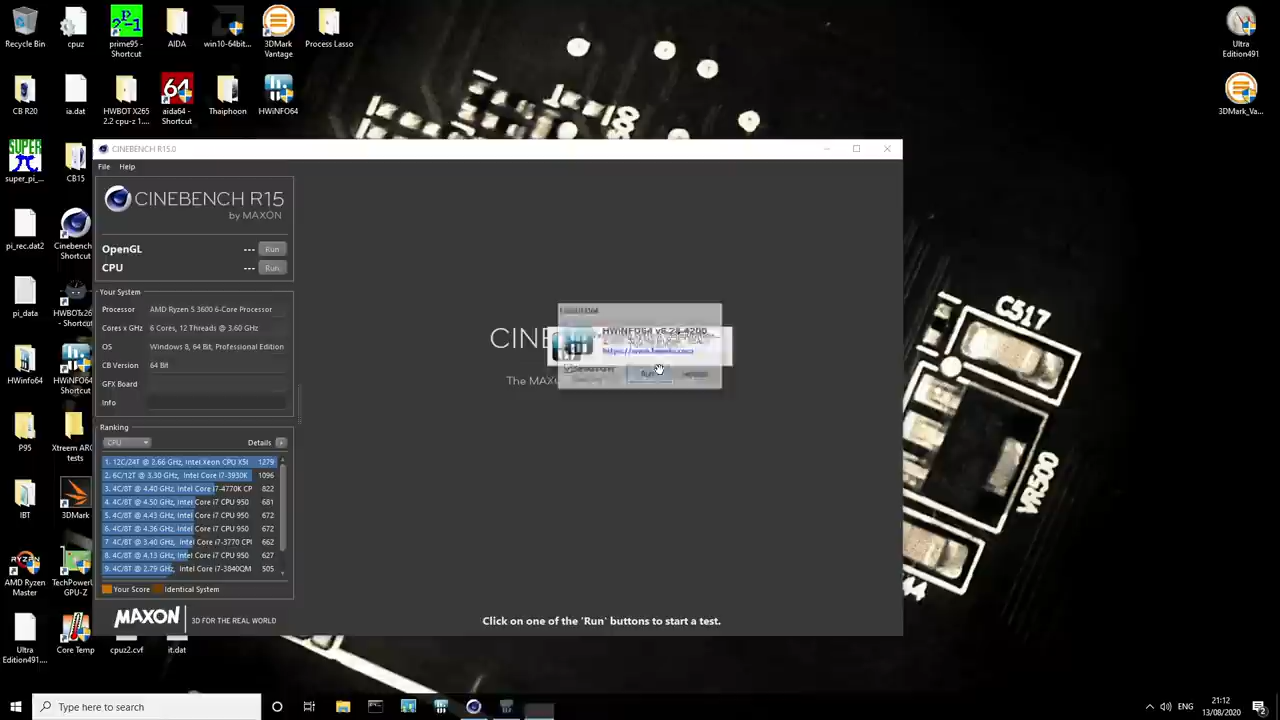 Recycle Bin
cpuz
prime95 - Shortcut
AIDA
win10-64bit...
3DMark Vantage
Process Lasso
Ultra Edition491
CB R20
ia.dat
HWBOT X265 2.2 cpu-z 1....
aida64 - Shortcut
Thaiphoon
HWiNFO64
3DMark_Va...
64
SUPER
super_pi_...
CB15
pi_rec.dat2
Cinebench Shortcut
pi_data
HWBOTx26... - Shortcut
HWinfo64
HWiNFO64 Shortcut
P95
Xtreem ARG tests
IBT
3DMark
RYZEN
AMD Ryzen Master
TechPowerU GPU-Z
Ultra Edition491....
Core Temp
cpuz2.cvf
it.dat
CINEBENCH R15.0
File Help
CINEBENCH R15
by MAXON
OpenGL --- Run
CPU --- Run
Your System
Processor AMD Ryzen 5 3600 6-Core Processor
Cores x GHz 6 Cores, 12 Threads @ 3.60 GHz
OS Windows 8, 64 Bit, Professional Edition
CB Version 64 Bit
GFX Board
Info
Ranking
CPU Details
1. 12C/24T @ 2.66 GHz, Intel Xeon CPU X5( 1279
2. 6C/12T @ 3.30 GHz, Intel Core i7-3930K 1096
3. 4C/8T @ 4.40 GHz, Intel Core i7-4770K CP 822
4. 4C/8T @ 4.50 GHz, Intel Core i7 CPU 950 681
5. 4C/8T @ 4.43 GHz, Intel Core i7 CPU 950 672
6. 4C/8T @ 4.36 GHz, Intel Core i7 CPU 950 672
7. 4C/8T @ 3.40 GHz, Intel Core i7-3770 CPI 662
8. 4C/8T @ 4.13 GHz, Intel Core i7 CPU 950 627
9. 4C/8T @ 2.79 GHz, Intel Core i7-3840QM 505
Your Score Identical System
MAXON 3D FOR THE REAL WORLD
CINE
The MAX
Run
Click on one of the 'Run' buttons to start a test.
C517
VR500
Type here to search
ENG
21:12
13/08/2020